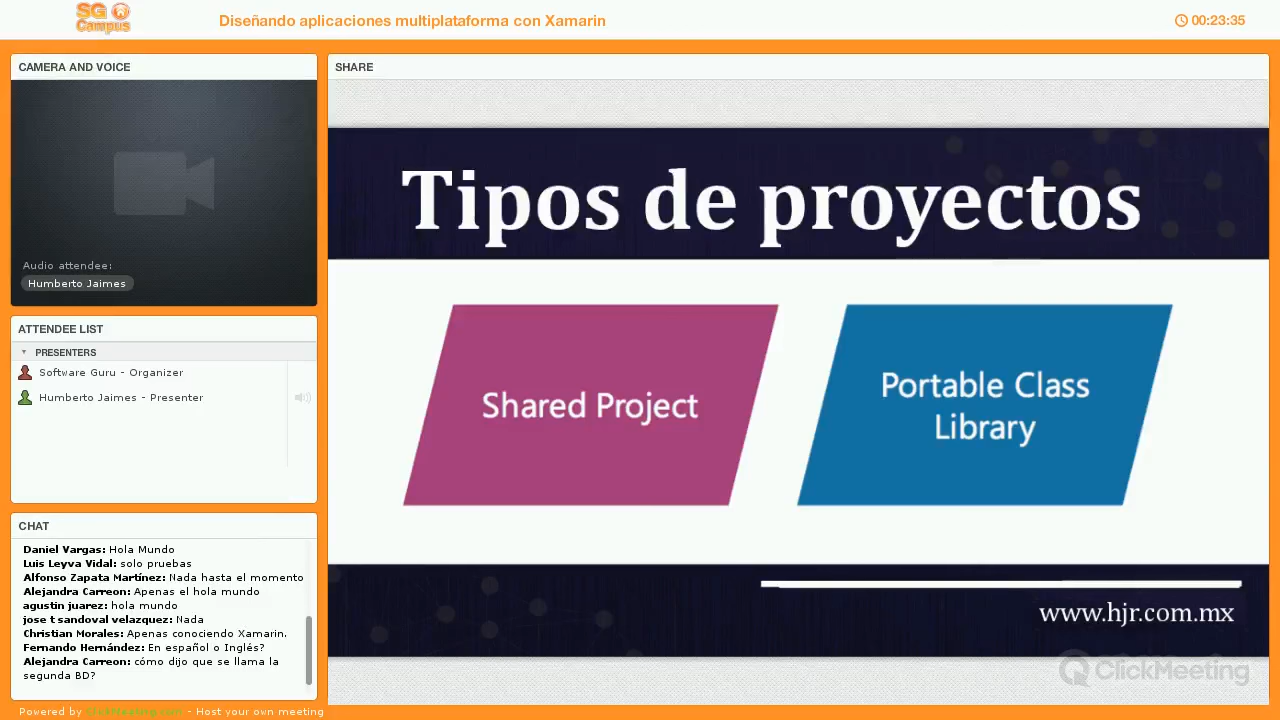 SG
Campus
Diseñando aplicaciones multiplataforma con Xamarin
00:23:35
CAMERA AND VOICE
Audio attendee:
Humberto Jaimes
ATTENDEE LIST
PRESENTERS
Software Guru - Organizer
Humberto Jaimes - Presenter
CHAT
Daniel Vargas: Hola Mundo
Luis Leyva Vidal: solo pruebas
Alfonso Zapata Martínez: Nada hasta el momento
Alejandra Carreon: Apenas el hola mundo
agustin juarez: hola mundo
jose t sandoval velazquez: Nada
Christian Morales: Apenas conociendo Xamarin.
Fernando Hernández: En español o Inglés?
Alejandra Carreon: cómo dijo que se llama la
segunda BD?
Powered by ClickMeeting.com - Host your own meeting
SHARE
Tipos de proyectos
Shared Project
Portable Class
Library
www.hjr.com.mx
ClickMeeting